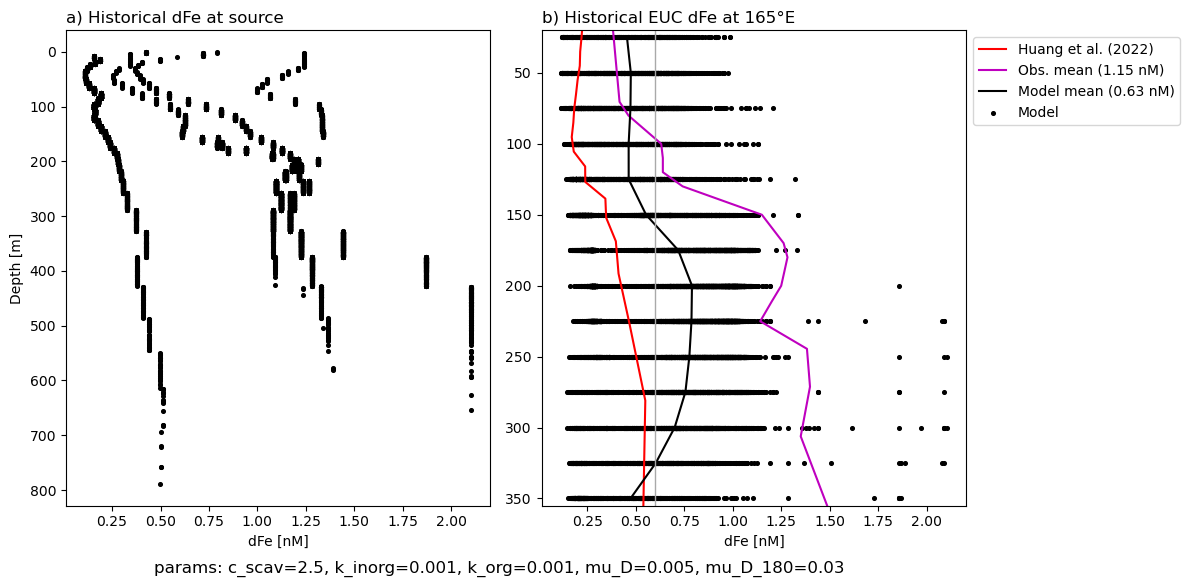 a) Historical dFe at source
b) Historical EUC dFe at 165°E
0
100
200
300
400
500
600
700
800
Depth [m]
0.25 0.50 0.75 1.00 1.25 1.50 1.75 2.00
dFe [nM]
50
100
150
200
250
300
350
0.25 0.50 0.75 1.00 1.25 1.50 1.75 2.00
dFe [nM]
Huang et al. (2022)
Obs. mean (1.15 nM)
Model mean (0.63 nM)
Model
params: c_scav=2.5, k_inorg=0.001, k_org=0.001, mu_D=0.005, mu_D_180=0.03